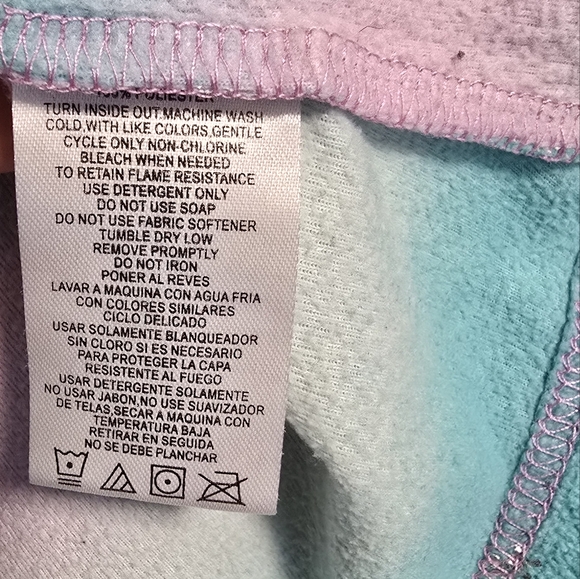 100% POLIESTER
TURN INSIDE OUT.MACHINE WASH
COLD,WITH LIKE COLORS,GENTLE
CYCLE ONLY NON-CHLORINE
BLEACH WHEN NEEDED
TO RETAIN FLAME RESISTANCE
USE DETERGENT ONLY
DO NOT USE SOAP
DO NOT USE FABRIC SOFTENER
TUMBLE DRY LOW
REMOVE PROMPTLY
DO NOT IRON
PONER AL REVES
LAVAR A MAQUINA CON AGUA FRIA
CON COLORES SIMILARES
CICLO DELICADO
USAR SOLAMENTE BLANQUEADOR
SIN CLORO SI ES NECESARIO
PARA PROTEGER LA CAPA
RESISTENTE AL FUEGO
USAR DETERGENTE SOLAMENTE
NO USAR JABON,NO USE SUAVIZADOR
DE TELAS,SECAR A MAQUINA CON
TEMPERATURA BAJA
RETIRAR EN SEGUIDA
NO SE DEBE PLANCHAR